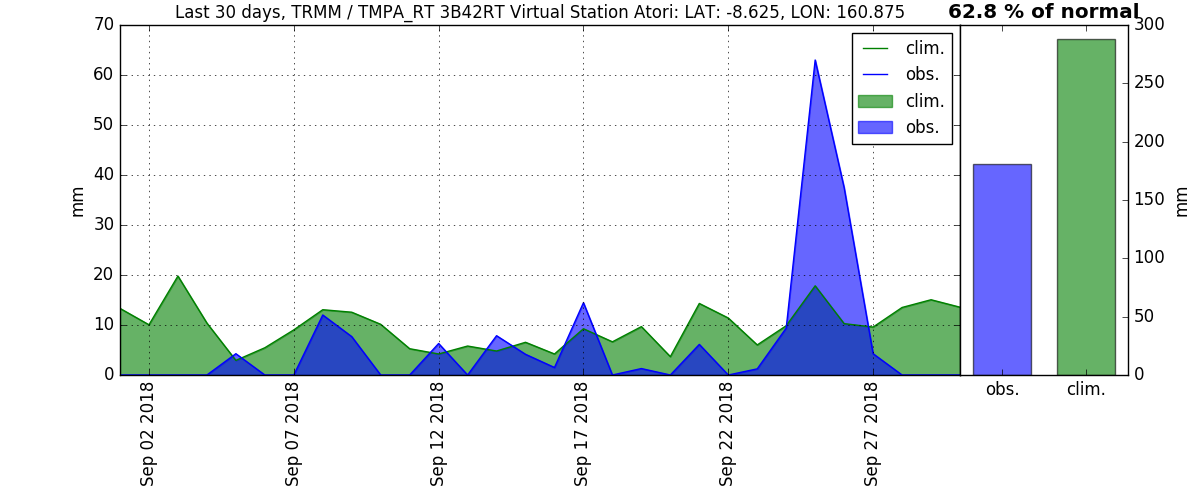 Last 30 days, TRMM / TMPA_RT 3B42RT Virtual Station Atori: LAT: -8.625, LON: 160.875
62.8 % of normal
70
60
50
40
30
20
10
0
mm
clim.
obs.
clim.
obs.
Sep 02 2018
Sep 07 2018
Sep 12 2018
Sep 17 2018
Sep 22 2018
Sep 27 2018
300
250
200
150
100
50
0
mm
obs.
clim.